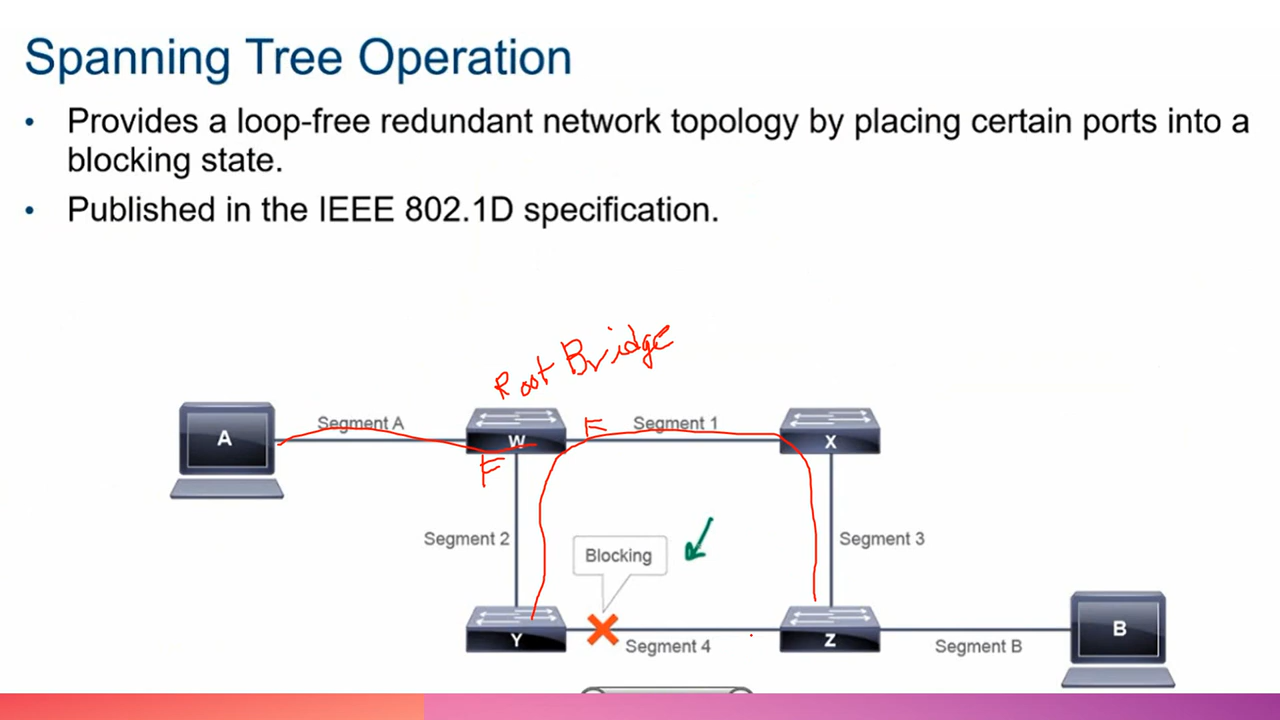 Spanning Tree Operation
• Provides a loop-free redundant network topology by placing certain ports into a
blocking state.
• Published in the IEEE 802.1D specification.
Root Bridge
A
Segment A
W
F
Segment 1
X
F
Segment 2
Blocking
Segment 3
Y
Segment 4
Z
Segment B
B